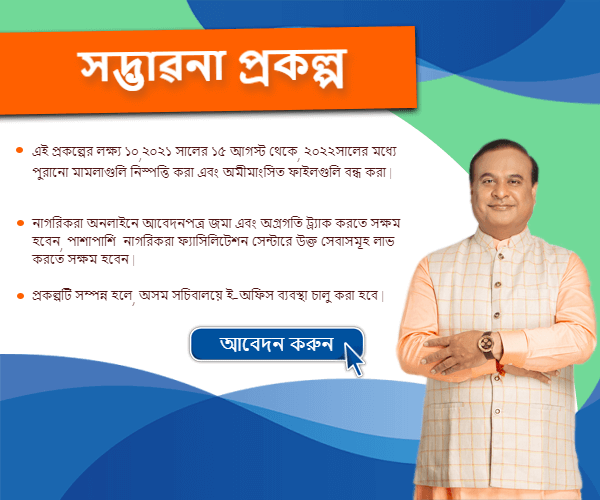 সদ্ভাৱনা প্রকল্প
এই প্রকল্পের লক্ষ্য ১০,২০২১ সালের ১৫ আগস্ট থেকে, ২০২২সালের মধ্যে
পুরানো মামলাগুলি নিষ্পত্তি করা এবং অমীমাংসিত ফাইলগুলি বন্ধ করা।
নাগরিকরা অনলাইনে আবেদনপত্র জমা এবং অগ্রগতি ট্র্যাক করতে সক্ষম
হবেন, পাশাপাশি নাগরিকরা ফ্যাসিলিটেশন সেন্টারে উক্ত সেবাসমূহ লাভ
করতে সক্ষম হবেন।
প্রকল্পটি সম্পন্ন হলে, অসম সচিবালয়ে ই-অফিস ব্যবস্থা চালু করা হবে।
আবেদন করুন